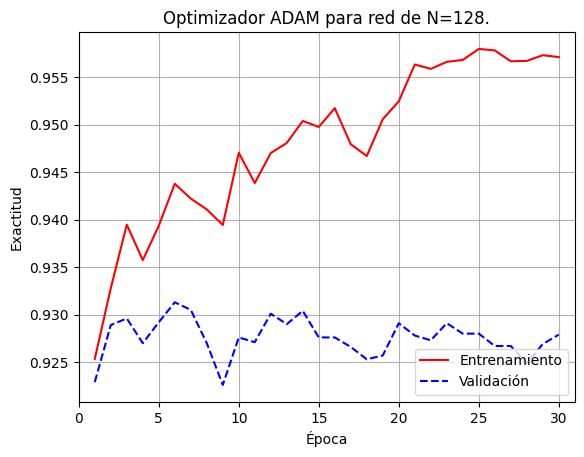 Optimizador ADAM para red de N=128.
Exactitud
0.955
0.950
0.945
0.940
0.935
0.930
0.925
0 5 10 15 20 25 30
Época
Entrenamiento
Validación